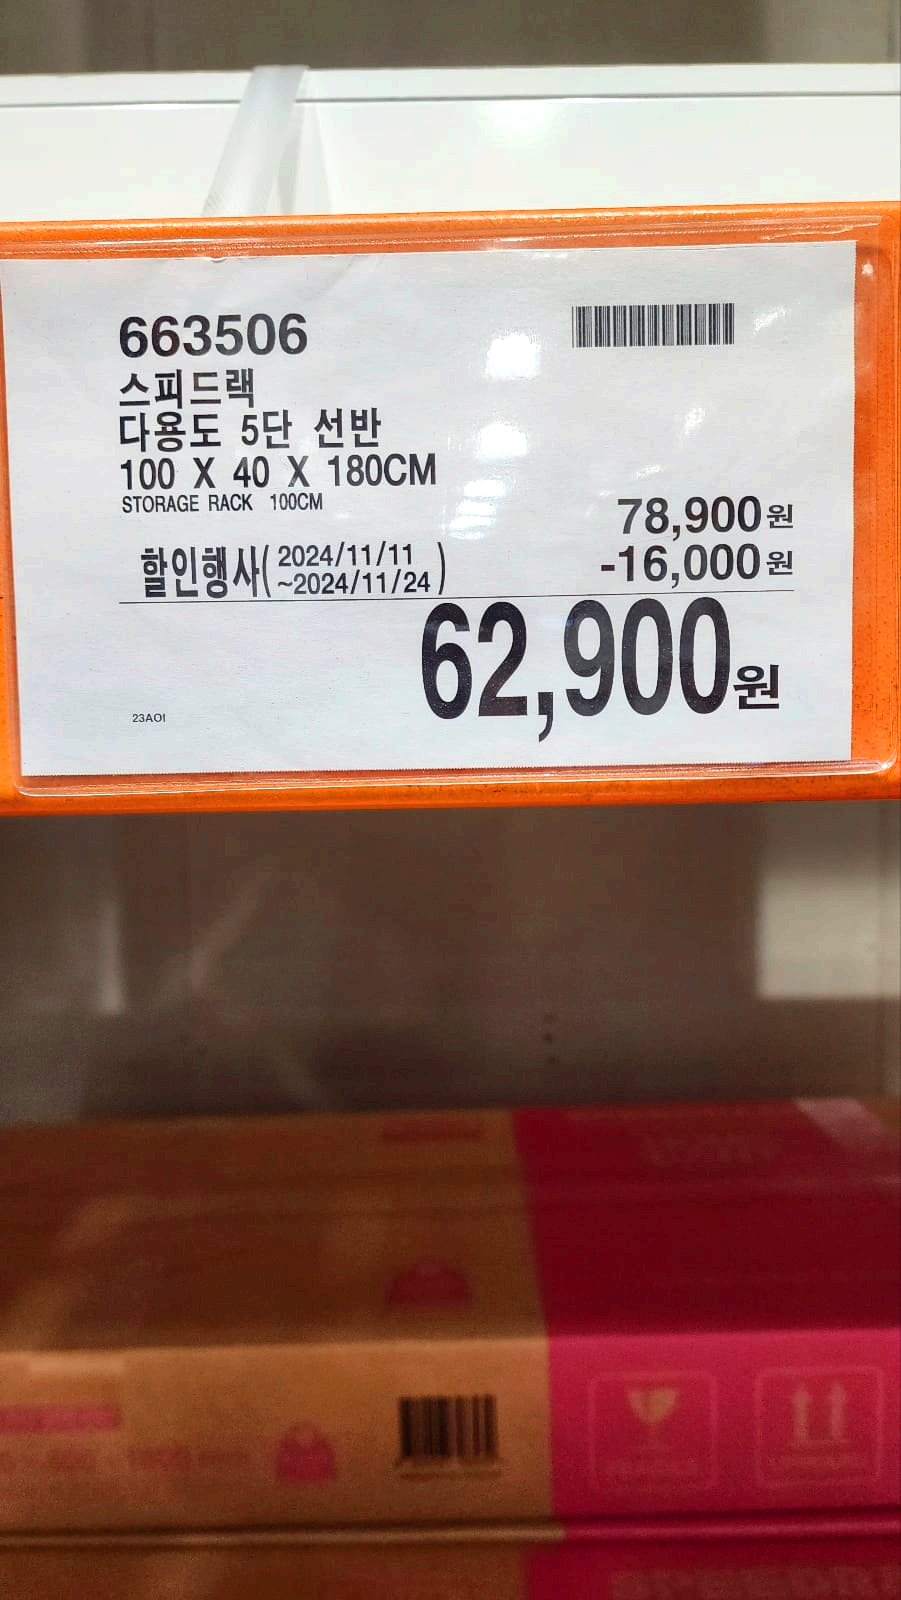 663506
스피드랙
다용도 5단 선반
100 X 40 X 180CM
STORAGE RACK 100CM
78,900원
할인행사( 2024/11/11 ~2024/11/24 )
-16,000원
62,900원
23AOI